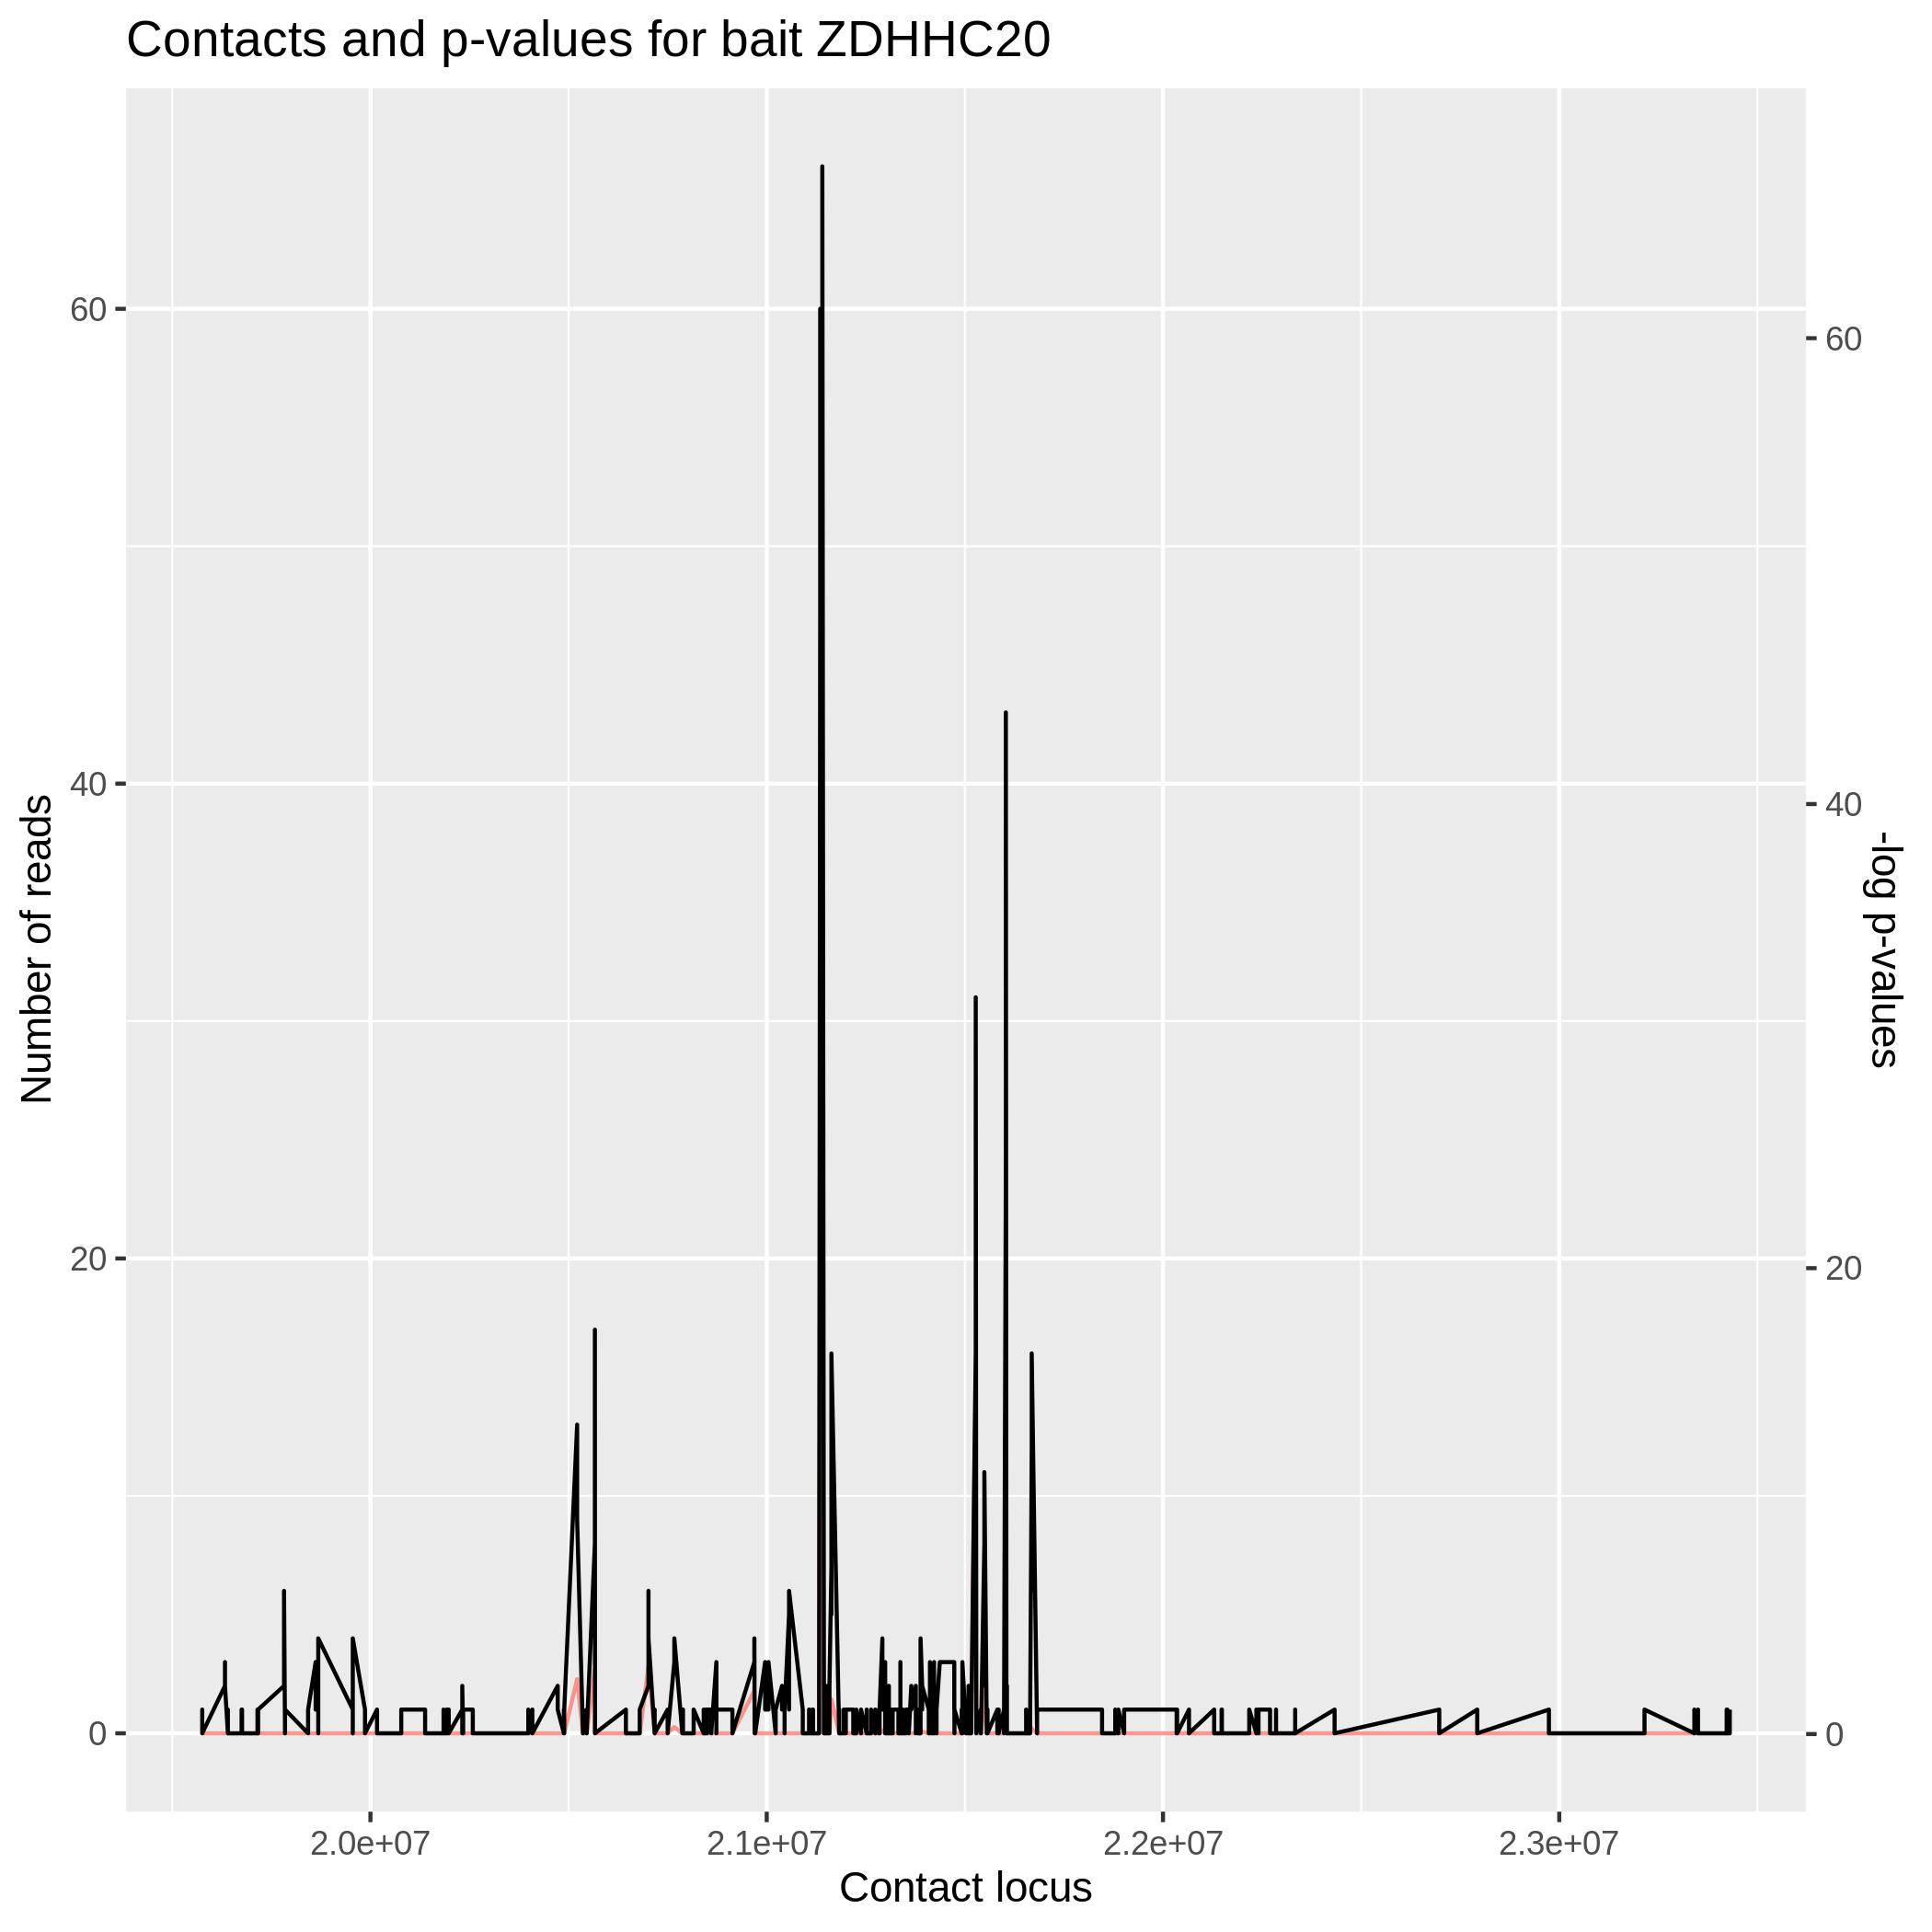 Contacts and p-values for bait ZDHHC20
60
40
20
0
Number of reads
60
40
20
0
-log p-values
2.0e+07
2.1e+07
2.2e+07
2.3e+07
Contact locus